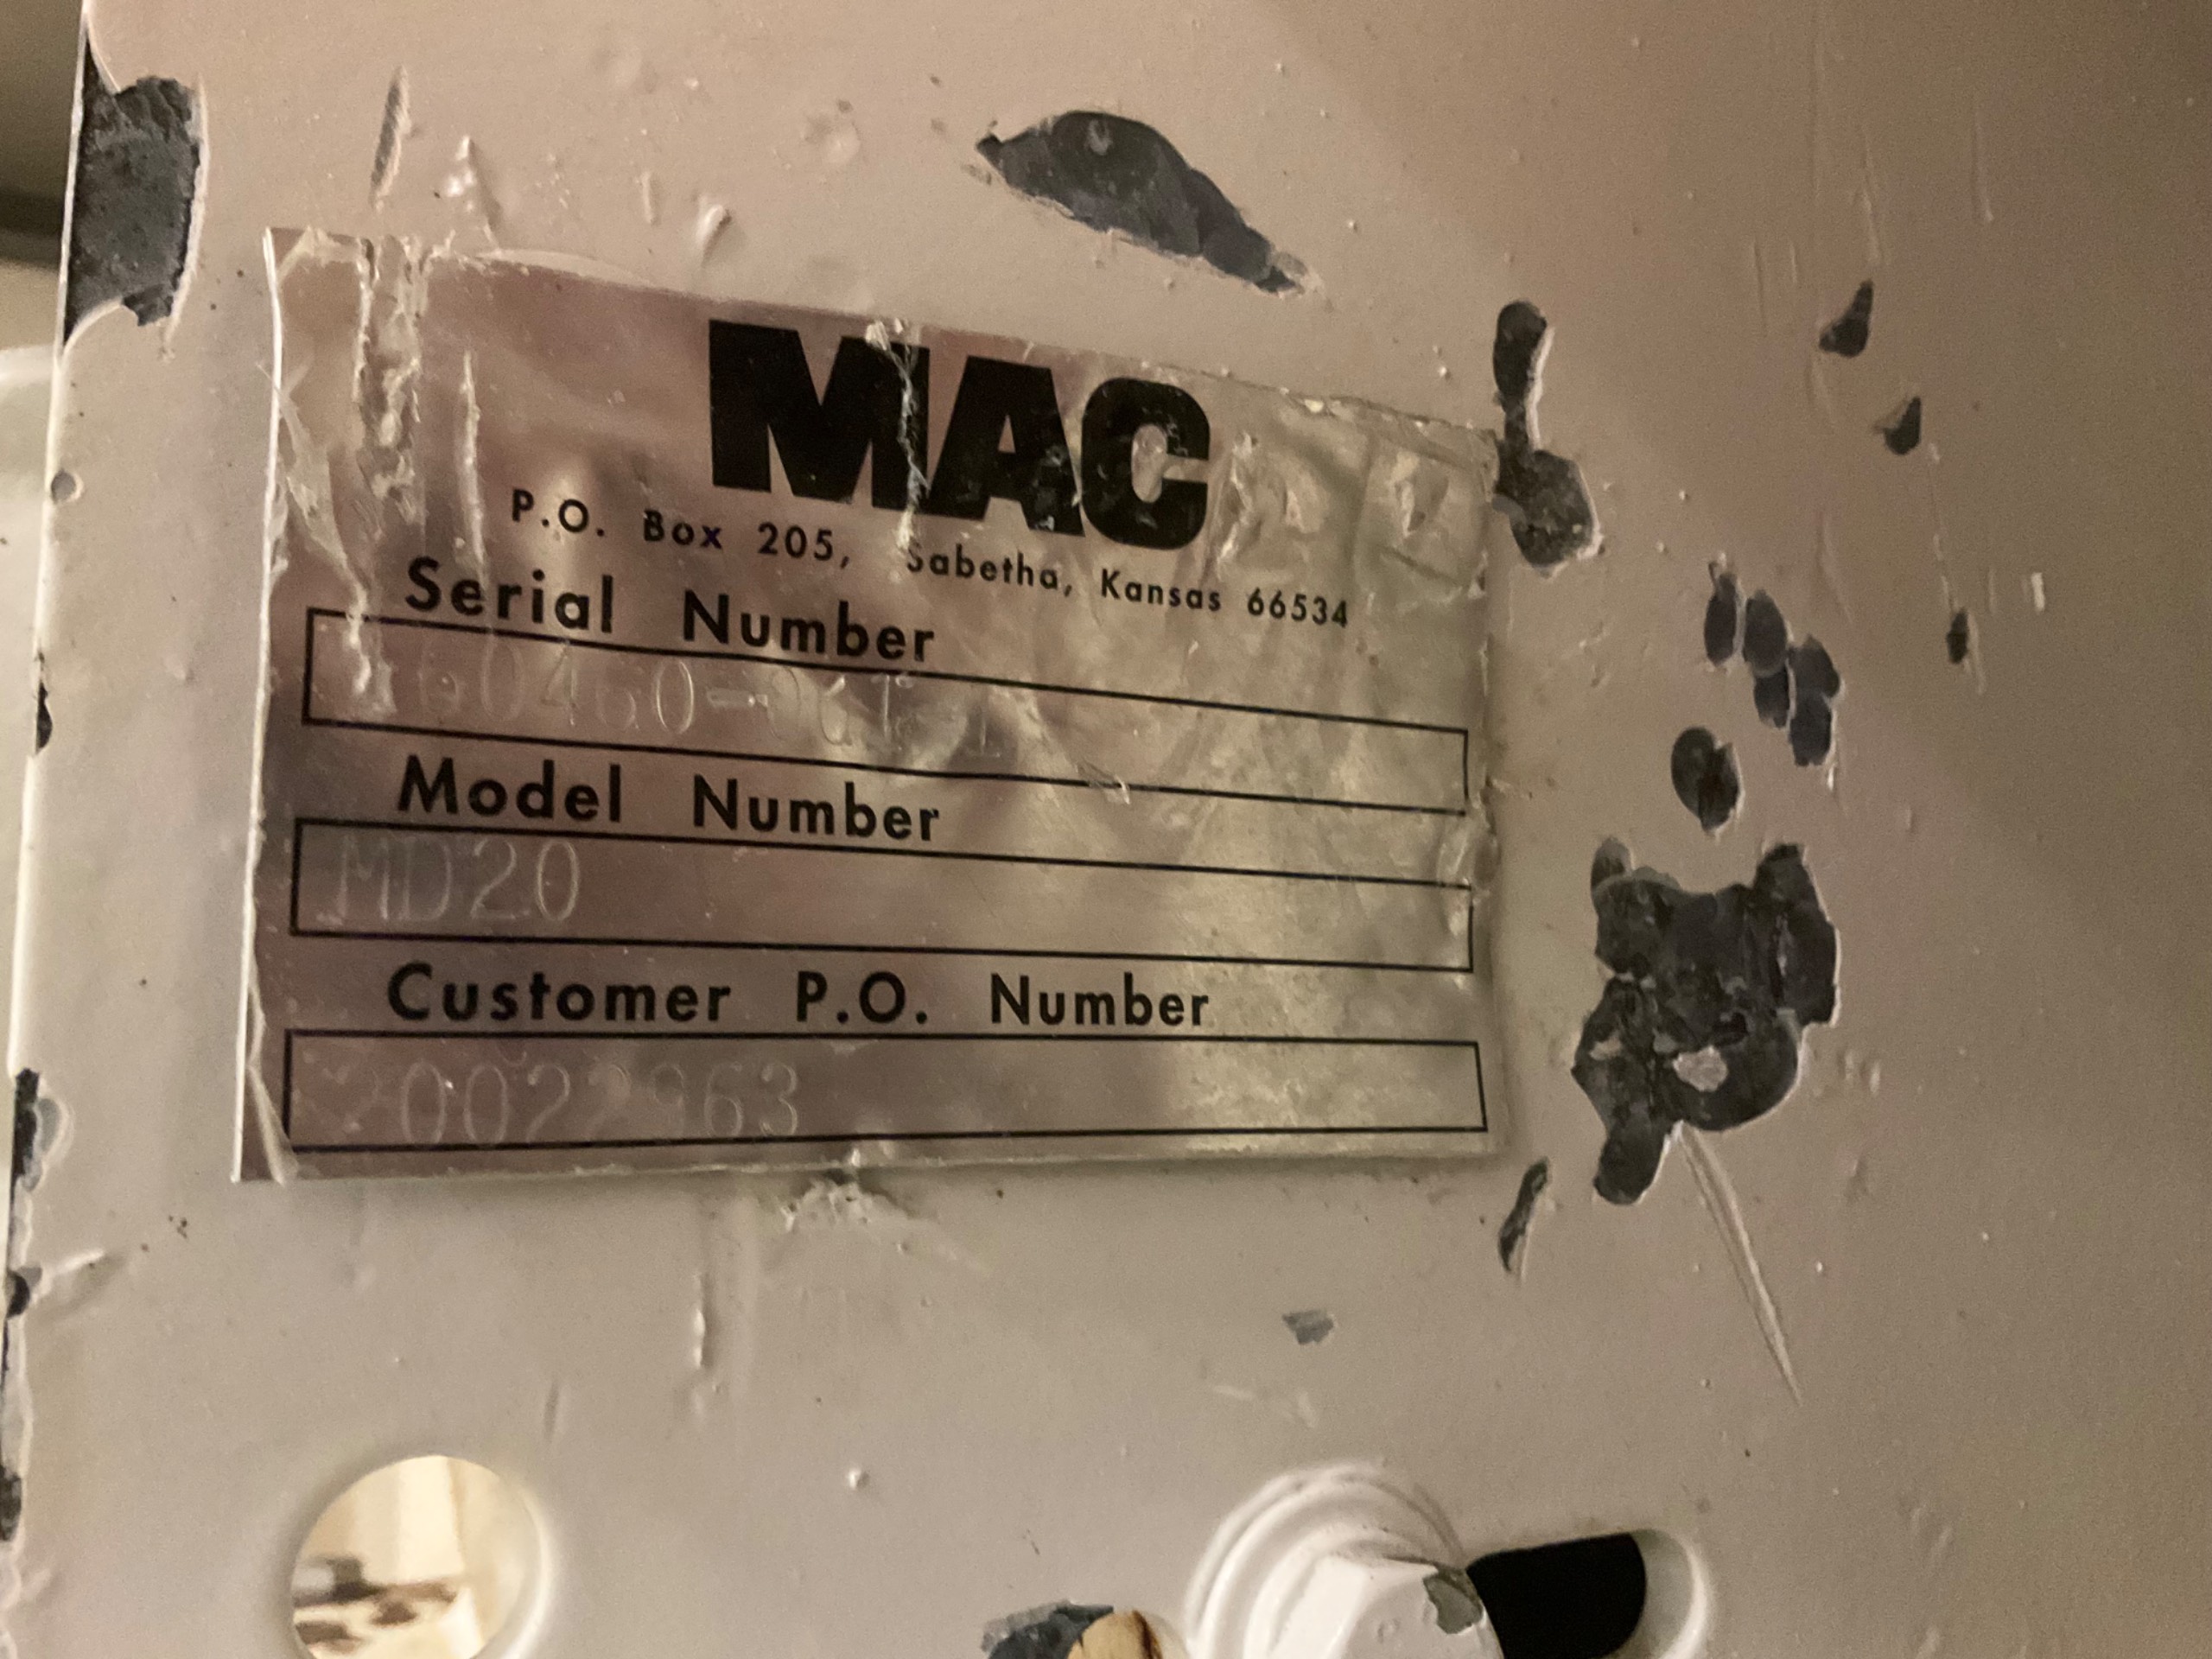 MAC
P.O. Box 205, Sabetha, Kansas 66534
Serial Number
Model Number
MD20
Customer P.O. Number